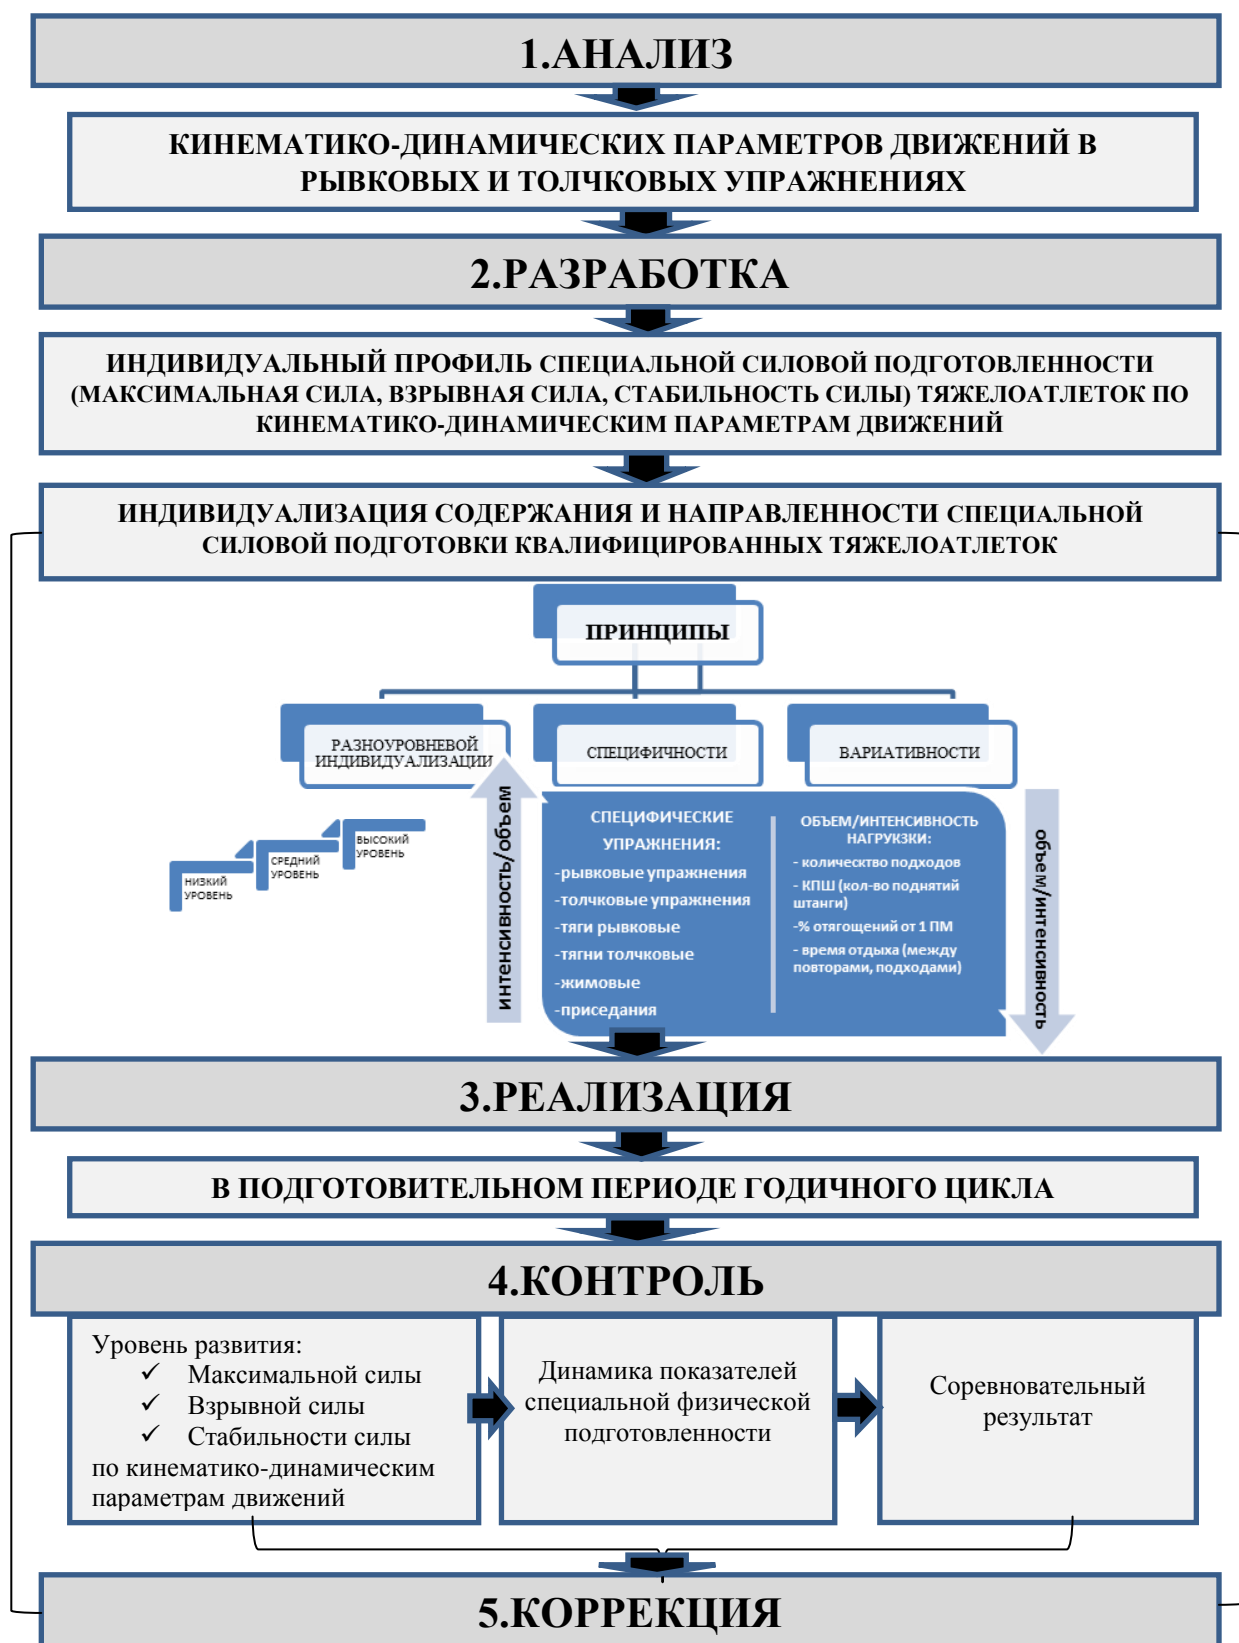 1.АНАЛИЗ
КИНЕМАТИКО-ДИНАМИЧЕСКИХ ПАРАМЕТРОВ ДВИЖЕНИЙ В
РЫВКОВЫХ И ТОЛЧКОВЫХ УПРАЖНЕНИЯХ
2.РАЗРАБОТКА
ИНДИВИДУАЛЬНЫЙ ПРОФИЛЬ СПЕЦИАЛЬНОЙ СИЛОВОЙ ПОДГОТОВЛЕННОСТИ
(МАКСИМАЛЬНАЯ СИЛА, ВЗРЫВНАЯ СИЛА, СТАБИЛЬНОСТЬ СИЛЫ) ТЯЖЕЛОАТЛЕТОК ПО
КИНЕМАТИКО-ДИНАМИЧЕСКИМ ПАРАМЕТРАМ ДВИЖЕНИЙ
ИНДИВИДУАЛИЗАЦИЯ СОДЕРЖАНИЯ И НАПРАВЛЕННОСТИ СПЕЦИАЛЬНОЙ
СИЛОВОЙ ПОДГОТОВКИ КВАЛИФИЦИРОВАННЫХ ТЯЖЕЛОАТЛЕТОК
ПРИНЦИПЫ
РАЗНОУРОВНЕВОЙ
ИНДИВИДУАЛИЗАЦИИ
СПЕЦИФИЧНОСТИ
ВАРИАТИВНОСТИ
НИЗКИЙ
УРОВЕНЬ
СРЕДНИЙ
УРОВЕНЬ
ВЫСОКИЙ
УРОВЕНЬ
интенсивность/объем
СПЕЦИФИЧЕСКИЕ
УПРАЖНЕНИЯ:
-рывковые упражнения
-толчковые упражнения
-тяги рывковые
-тягни толчковые
-жимовые
-приседания
ОБЪЕМ/ИНТЕНСИВНОСТЬ
НАГРУКЗКИ:
- колическтво подходов
- КПШ (кол-во поднятий
штанги)
-% отягощений от 1 ПМ
- время отдыха (между
повторами, подходами)
объем/интенсивность
3.РЕАЛИЗАЦИЯ
В ПОДГОТОВИТЕЛЬНОМ ПЕРИОДЕ ГОДИЧНОГО ЦИКЛА
4.КОНТРОЛЬ
Уровень развития:
✓ Максимальной силы
✓ Взрывной силы
✓ Стабильности силы
по кинематико-динамическим
параметрам движений
Динамика показателей
специальной физической
подготовленности
Соревновательный
результат
5.КОРРЕКЦИЯ